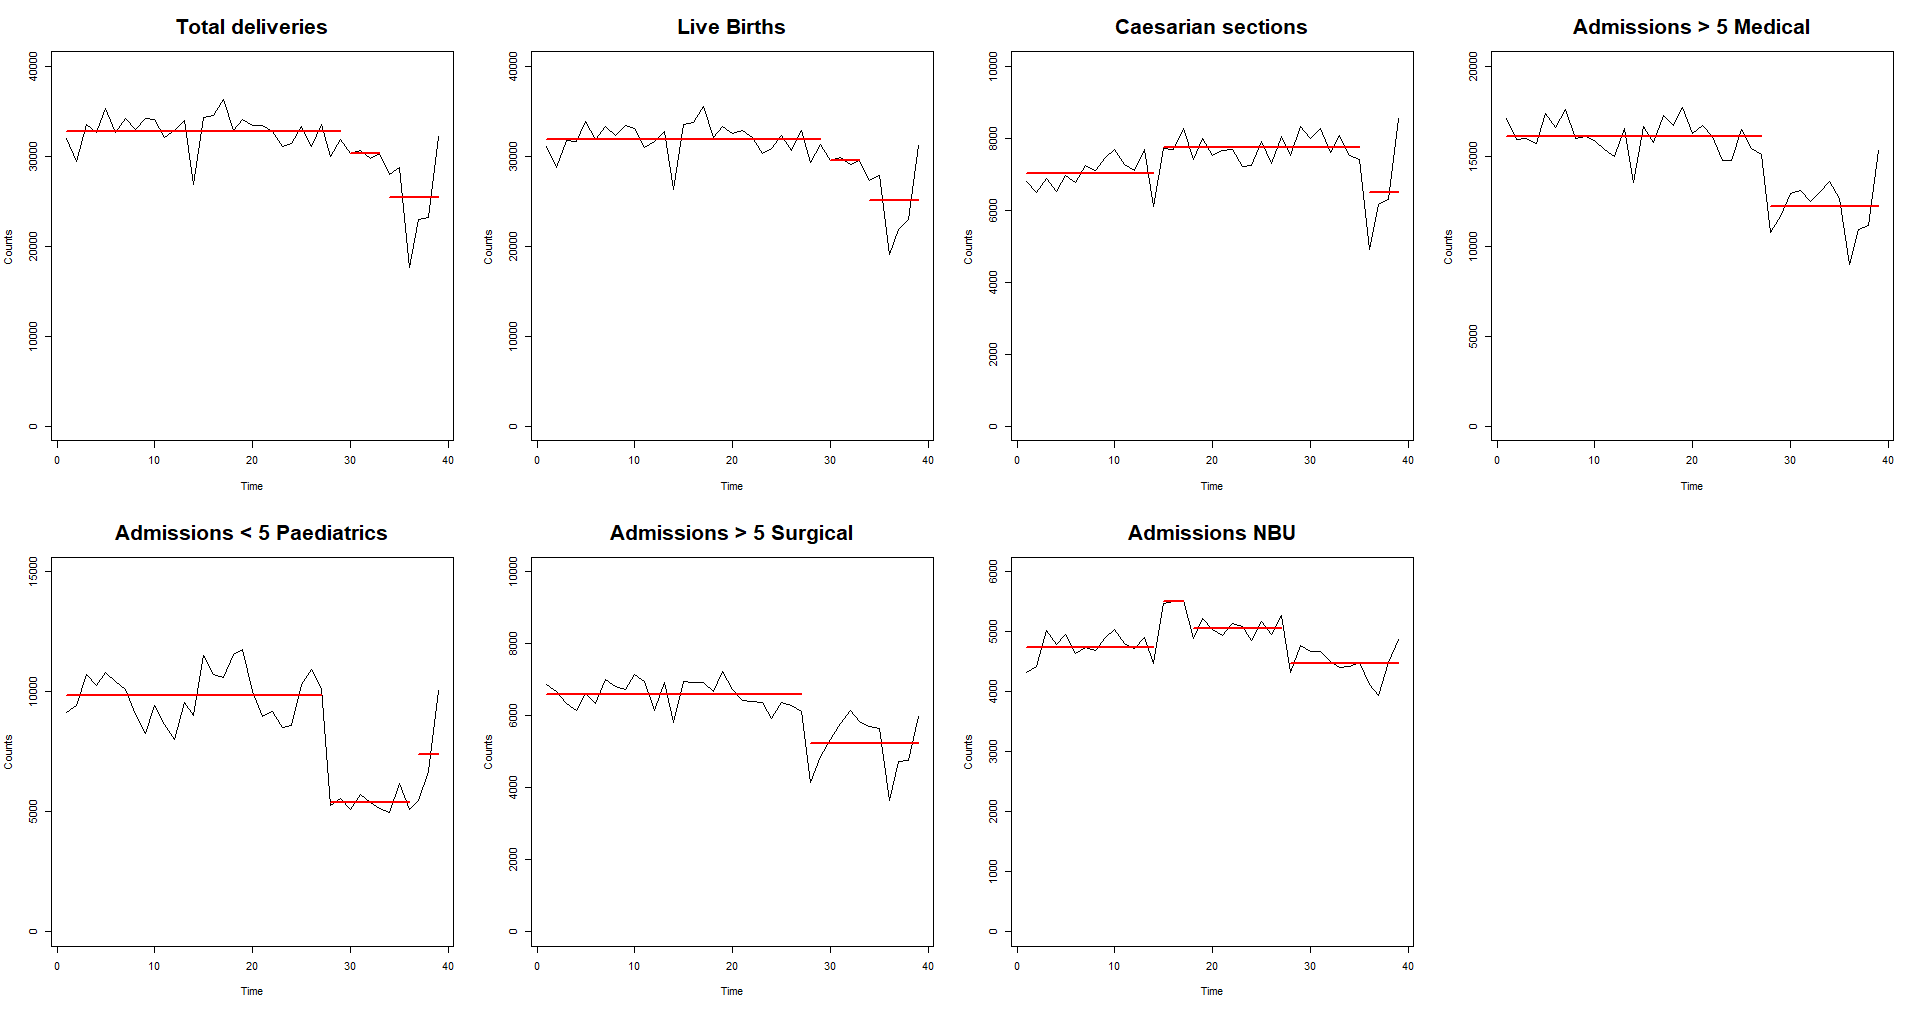 Total deliveries
Counts
40000
30000
20000
10000
0
0 10 20 30 40
Time
Live Births
Counts
40000
30000
20000
10000
0
0 10 20 30 40
Time
Caesarian sections
Counts
10000
8000
6000
4000
2000
0
0 10 20 30 40
Time
Admissions > 5 Medical
Counts
20000
15000
10000
5000
0
0 10 20 30 40
Time
Admissions < 5 Paediatrics
Counts
15000
10000
5000
0
0 10 20 30 40
Time
Admissions > 5 Surgical
Counts
10000
8000
6000
4000
2000
0
0 10 20 30 40
Time
Admissions NBU
Counts
6000
5000
4000
3000
2000
1000
0
0 10 20 30 40
Time